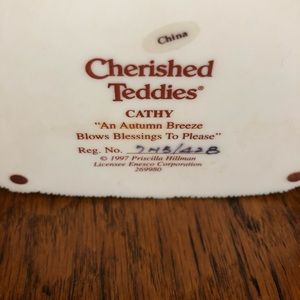 China
Cherished
Teddies®
CATHY
"An Autumn Breeze
Blows Blessings To Please"
Reg. No.
© 1997 Priscilla Hillman
Licensee Enesco Corporation
269980